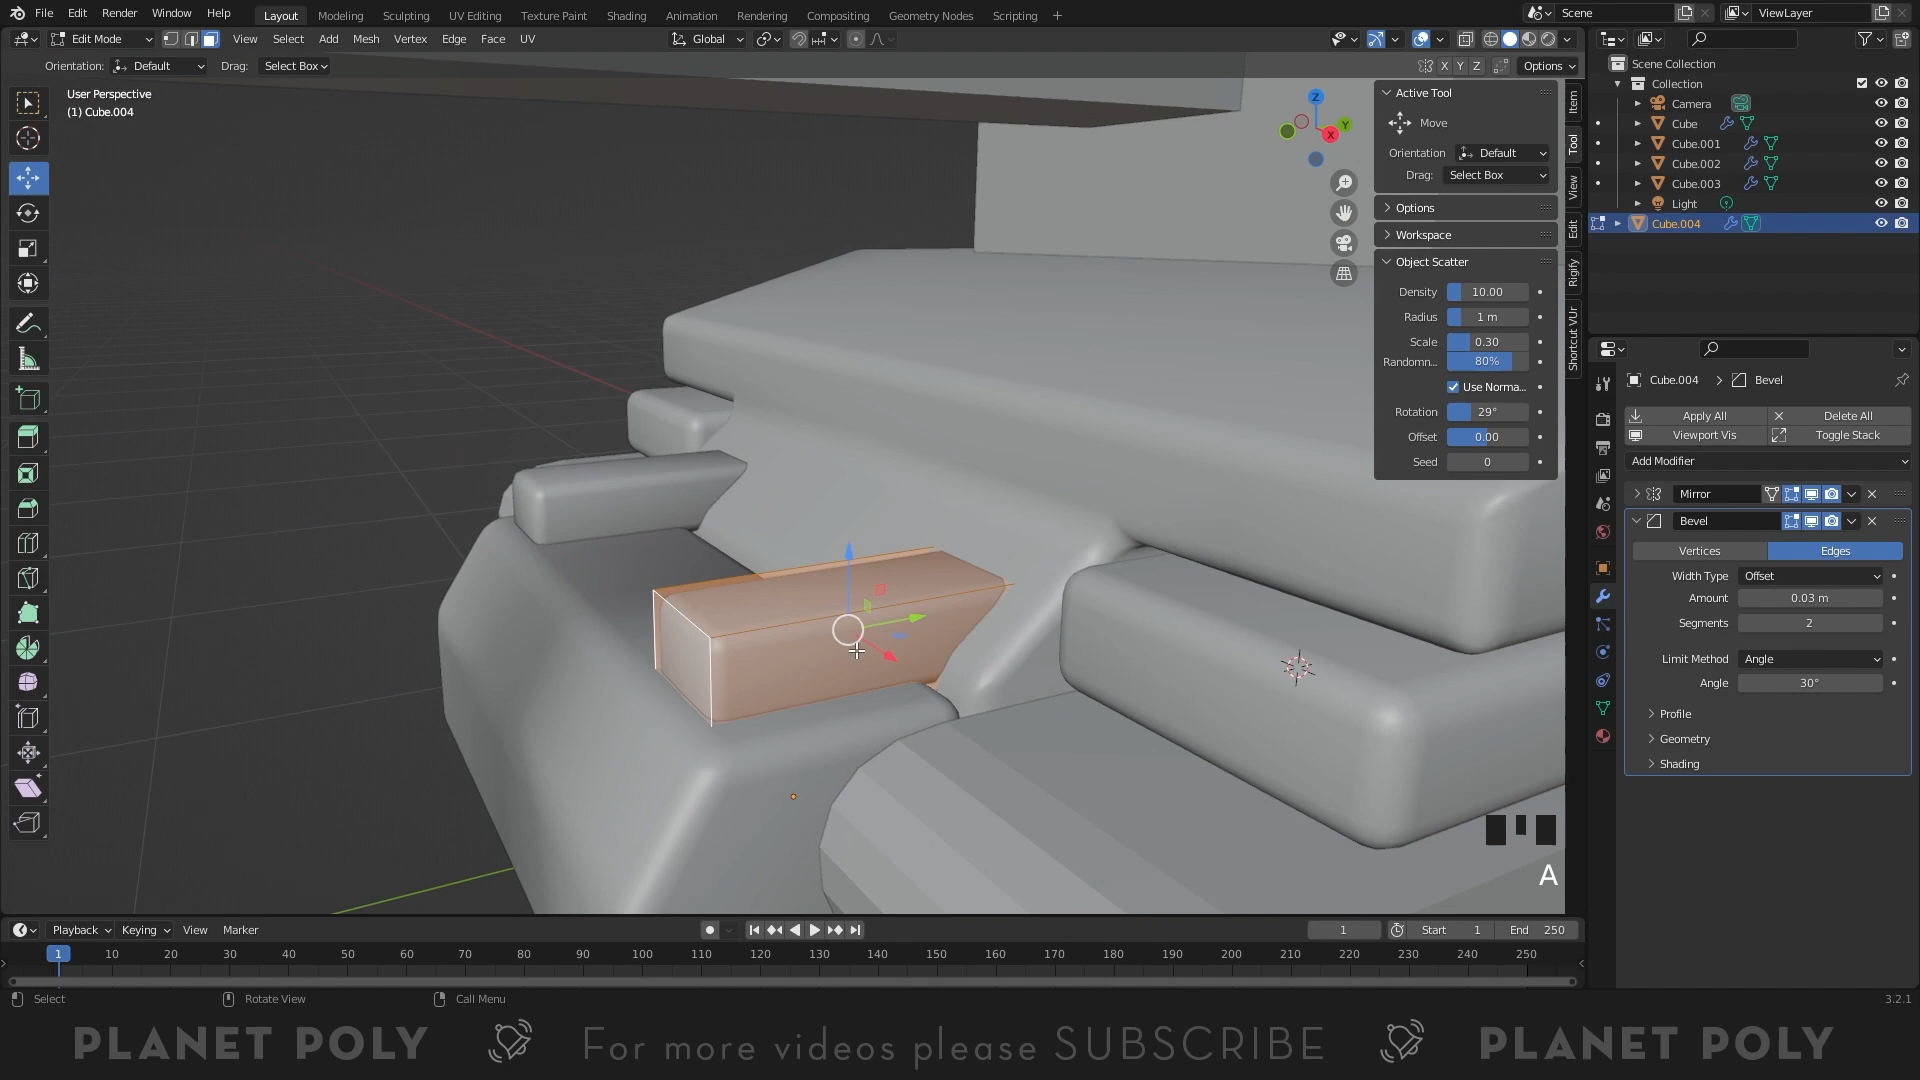 File Edit Render Window Help Layout Modeling Sculpting UV Editing Texture Paint Shading Animation Rendering Compositing Geometry Nodes Scripting + Scene ViewLayer
Edit Mode View Select Add Mesh Vertex Edge Face UV Global
Orientation: Default Drag: Select Box X Y Z Options
User Perspective
(1) Cube.004
Z
Y
X
Active Tool
Move
Orientation Default
Drag: Select Box
Options
Workspace
Object Scatter
Density 10.00
Radius 1 m
Scale 0.30
Randomn... 80%
Use Norma...
Rotation 29°
Offset 0.00
Seed 0
Item
Tool
View
Edit
Rigify
Shortcut VUr
Scene Collection
Collection
Camera
Cube
Cube.001
Cube.002
Cube.003
Light
Cube.004
Cube.004 > Bevel
Apply All Delete All
Viewport Vis Toggle Stack
Add Modifier
Mirror
Bevel
Vertices Edges
Width Type Offset
Amount 0.03 m
Segments 2
Limit Method Angle
Angle 30°
Profile
Geometry
Shading
A
Playback Keying View Marker 1 Start 1 End 250
1 10 20 30 40 50 60 70 80 90 100 110 120 130 140 150 160 170 180 190 200 210 220 230 240 250
Select Rotate View Call Menu 3.2.1
PLANET POLY For more videos please SUBSCRIBE PLANET POLY